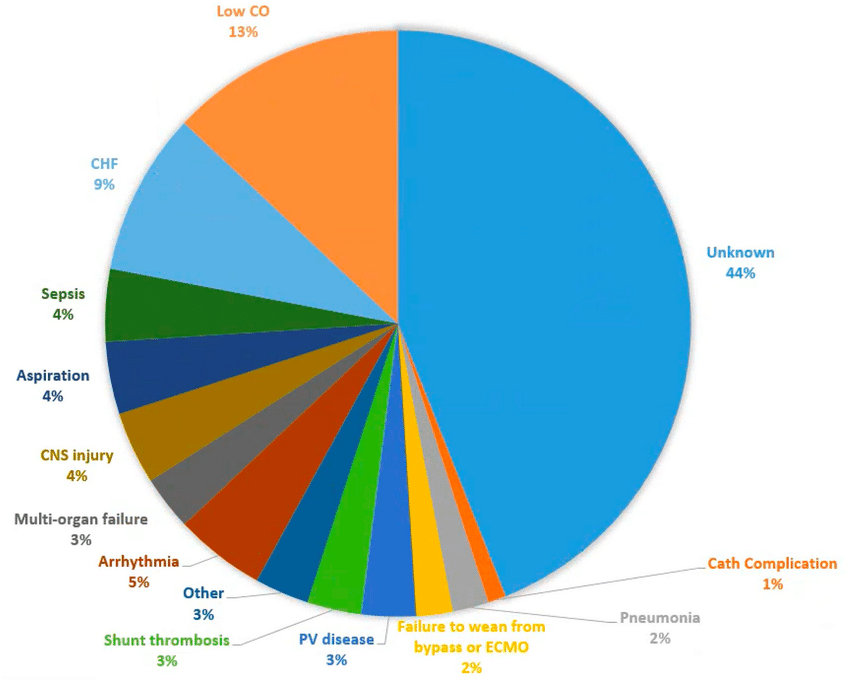 Low CO
13%
CHF
9%
Unknown
44%
Sepsis
4%
Aspiration
4%
CNS injury
4%
Multi-organ failure
3%
Arrhythmia
5%
Cath Complication
1%
Other
3%
Pneumonia
2%
Failure to wean from
bypass or ECMO
2%
Shunt thrombosis
3%
PV disease
3%